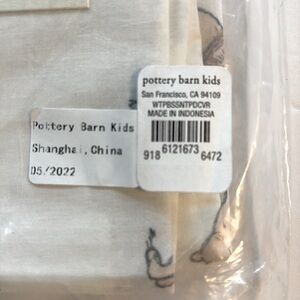 pottery barn kids
San Francisco, CA 94109
WTPBSSNTPDCVR
MADE IN INDONESIA
918 6121673 6472
Pottery Barn Kids
Shanghai, China
05/2022